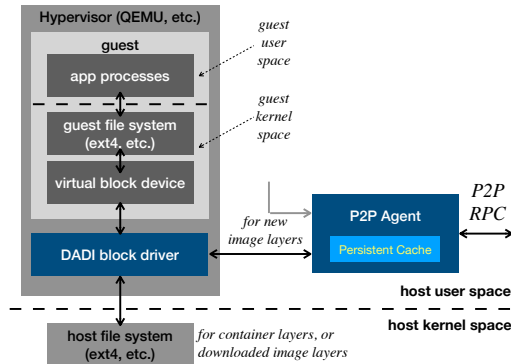 Hypervisor (QEMU, etc.)
guest
app processes
guest
user
space
guest file system
(ext4, etc.)
guest
kernel
space
virtual block device
DADI block driver
for new
image layers
P2P Agent
Persistent Cache
P2P
RPC
host user space
host kernel space
host file system
(ext4, etc.)
for container layers, or
downloaded image layers